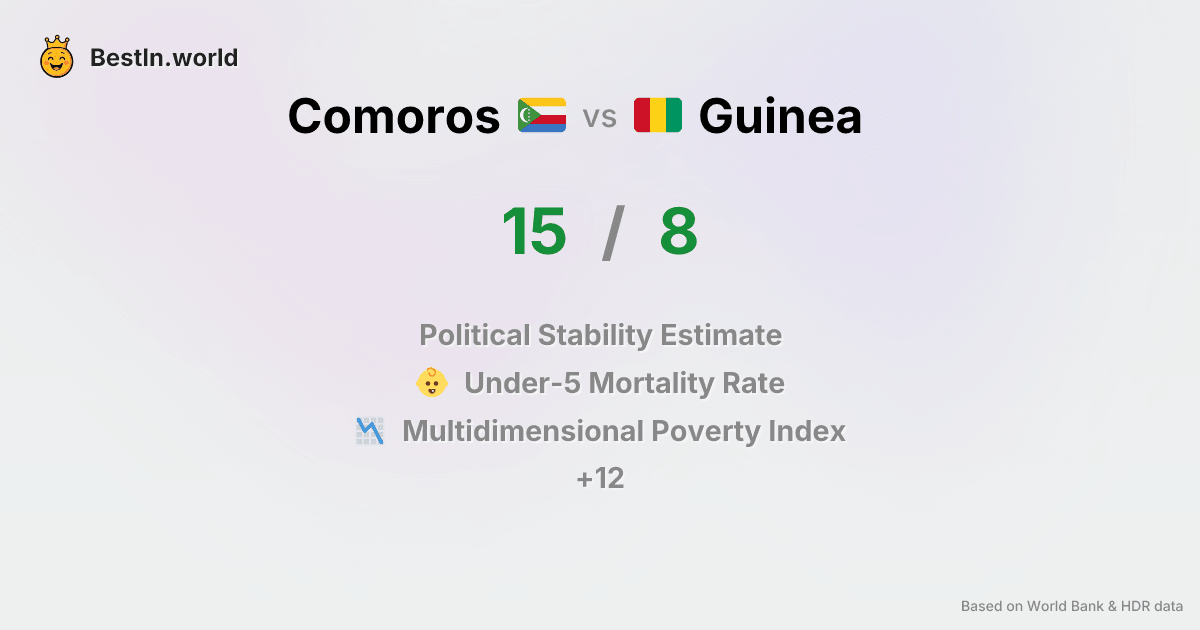 BestIn.world
Comoros vs Guinea
15 / 8
Political Stability Estimate
Under-5 Mortality Rate
Multidimensional Poverty Index
+12
Based on World Bank & HDR data